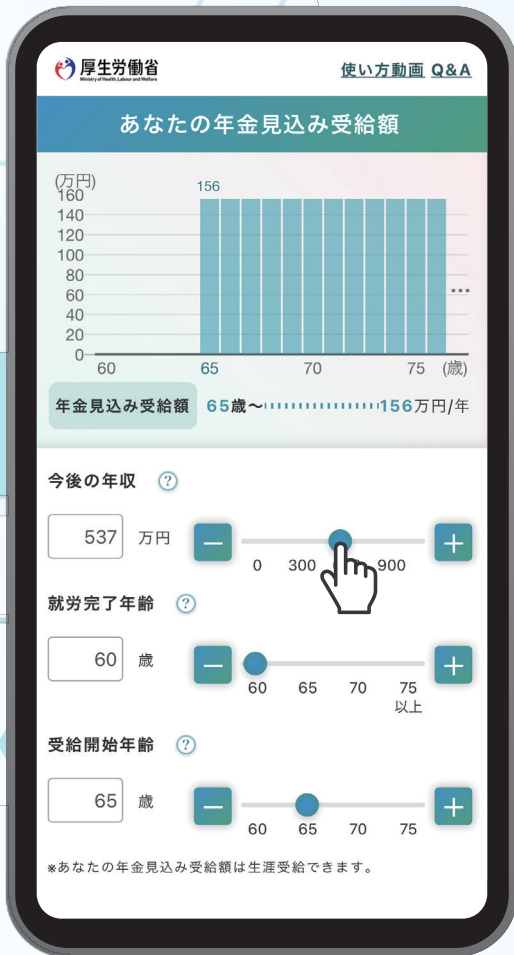 厚生労働省
Ministry of Health, Labour and Welfare
使い方動画 Q&A
あなたの年金見込み受給額
(万円)
156
160
140
120
100
80
60
40
20
0
...
60 65 70 75 (歳)
年金見込み受給額 65歳〜156万円/年
今後の年収 ?
537 万円 − +
0 300 900
就労完了年齢 ?
60 歳 − +
60 65 70 75
以上
受給開始年齢 ?
65 歳 − +
60 65 70 75
※あなたの年金見込み受給額は生涯受給できます。